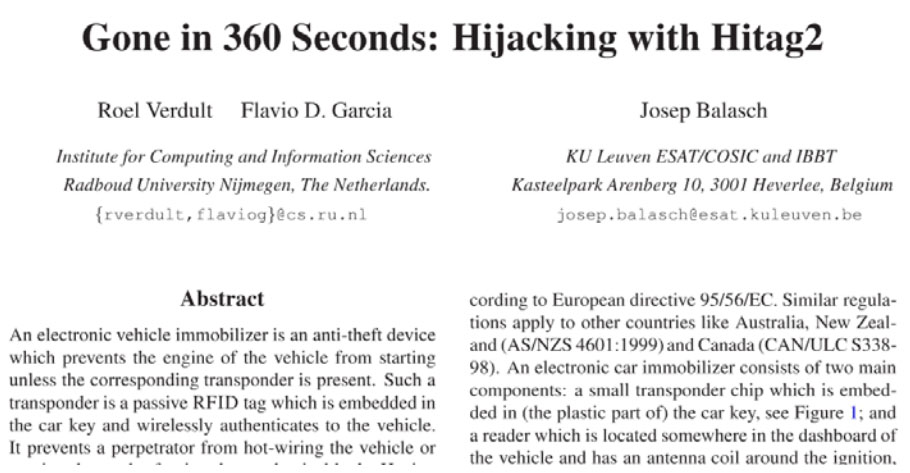 Gone in 360 Seconds: Hijacking with Hitag2
Roel Verdult Flavio D. Garcia
Institute for Computing and Information Sciences
Radboud University Nijmegen, The Netherlands.
{rverdult,flaviog}@cs.ru.nl
Josep Balasch
KU Leuven ESAT/COSIC and IBBT
Kasteelpark Arenberg 10, 3001 Heverlee, Belgium
josep.balasch@esat.kuleuven.be
Abstract
An electronic vehicle immobilizer is an anti-theft device
which prevents the engine of the vehicle from starting
unless the corresponding transponder is present. Such a
transponder is a passive RFID tag which is embedded in
the car key and wirelessly authenticates to the vehicle.
It prevents a perpetrator from hot-wiring the vehicle or
cording to European directive 95/56/EC. Similar regula-
tions apply to other countries like Australia, New Zeal-
and (AS/NZS 4601:1999) and Canada (CAN/ULC S338-
98). An electronic car immobilizer consists of two main
components: a small transponder chip which is embed-
ded in (the plastic part of) the car key, see Figure 1; and
a reader which is located somewhere in the dashboard of
the vehicle and has an antenna coil around the ignition,